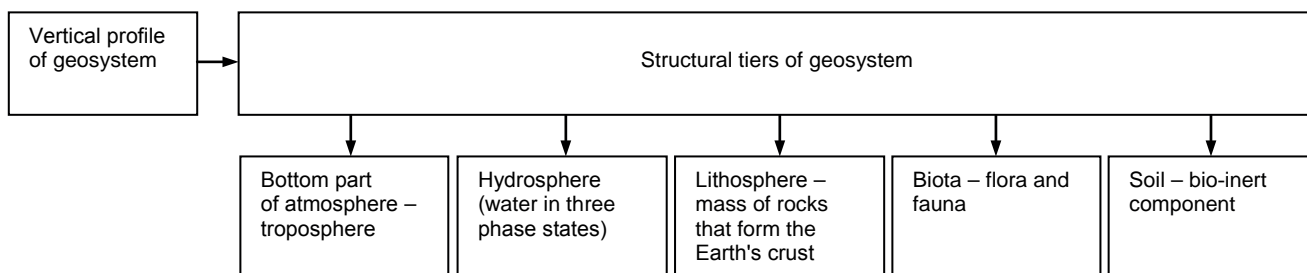 Vertical profile
of geosystem
Structural tiers of geosystem
Bottom part
of atmosphere –
troposphere
Hydrosphere
(water in three
phase states)
Lithosphere –
mass of rocks
that form the
Earth's crust
Biota – flora and
fauna
Soil – bio-inert
component